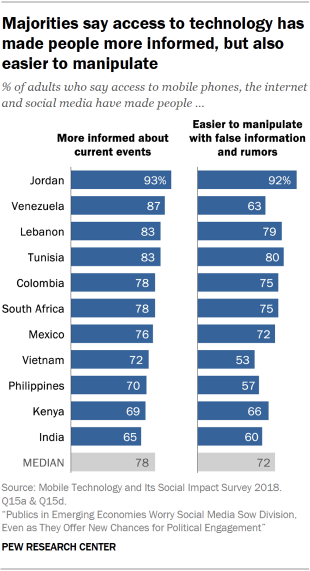 Majorities say access to technology has
made people more informed, but also
easier to manipulate
% of adults who say access to mobile phones, the internet
and social media have made people ...
More informed about
current events
Easier to manipulate
with false information
and rumors
Jordan 93% 92%
Venezuela 87 63
Lebanon 83 79
Tunisia 83 80
Colombia 78 75
South Africa 78 75
Mexico 76 72
Vietnam 72 53
Philippines 70 57
Kenya 69 66
India 65 60
MEDIAN 78 72
Source: Mobile Technology and Its Social Impact Survey 2018.
Q15a & Q15d.
"Publics in Emerging Economies Worry Social Media Sow Division,
Even as They Offer New Chances for Political Engagement"
PEW RESEARCH CENTER